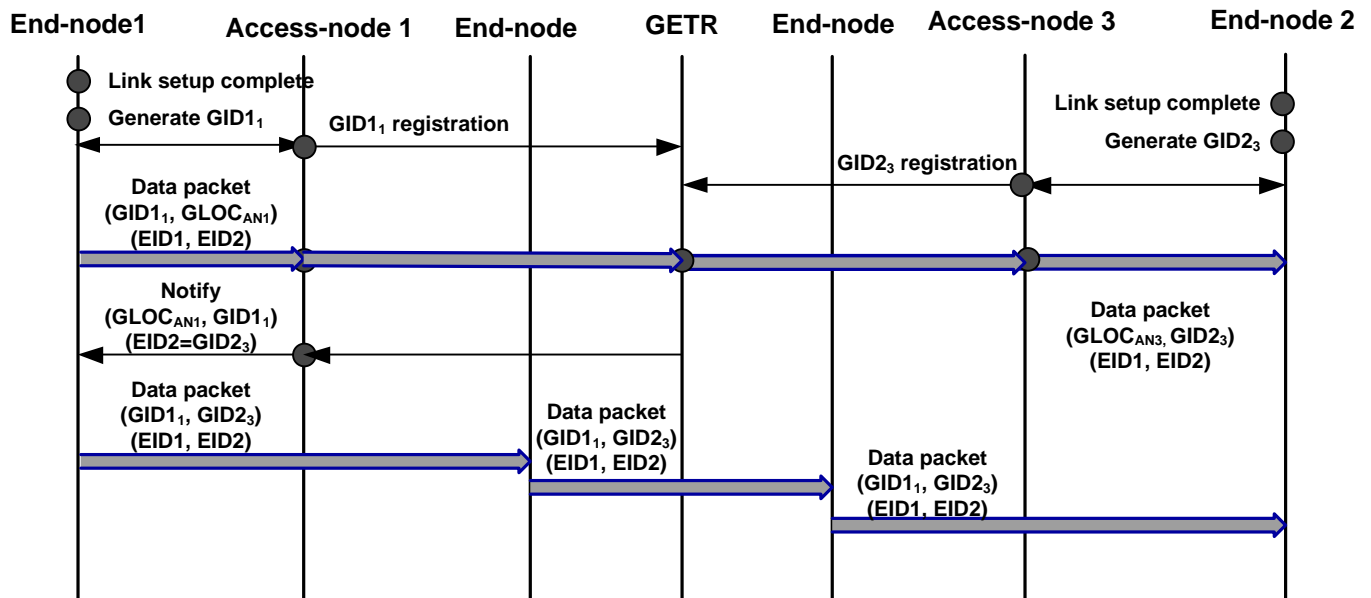 End-node1
Access-node 1
End-node
GETR
End-node
Access-node 3
End-node 2
Link setup complete
Generate GID1₁
GID1₁ registration
Link setup complete
Generate GID2₃
GID2₃ registration
Data packet
(GID1₁, GLOC_AN1)
(EID1, EID2)
Notify
(GLOC_AN1, GID1₁)
(EID2=GID2₃)
Data packet
(GLOC_AN3, GID2₃)
(EID1, EID2)
Data packet
(GID1₁, GID2₃)
(EID1, EID2)
Data packet
(GID1₁, GID2₃)
(EID1, EID2)
Data packet
(GID1₁, GID2₃)
(EID1, EID2)